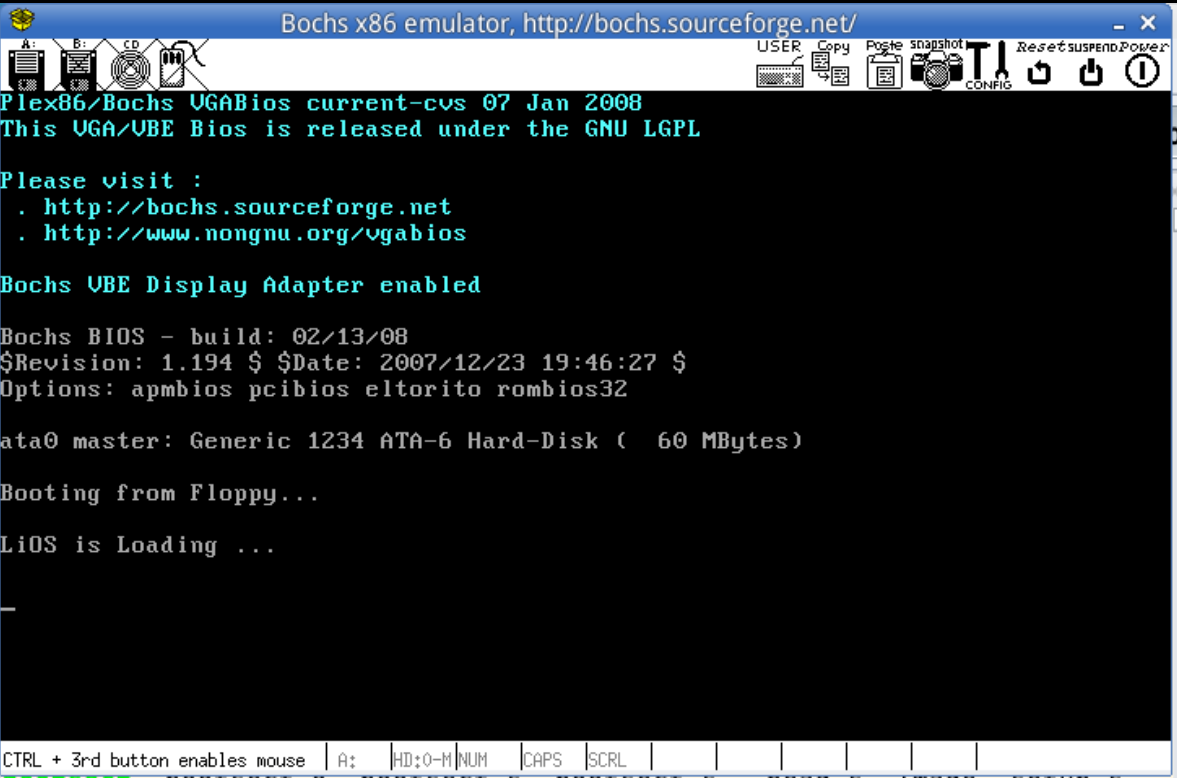 Bochs x86 emulator, http://bochs.sourceforge.net/
A: B: CD USER Copy Paste snapshot CONFIG Reset SUSPEND Power
Plex86/Bochs VGABios current-cvs 07 Jan 2008
This VGA/VBE Bios is released under the GNU LGPL
Please visit :
. http://bochs.sourceforge.net
. http://www.nongnu.org/vgabios
Bochs VBE Display Adapter enabled
Bochs BIOS - build: 02/13/08
$Revision: 1.194 $ $Date: 2007/12/23 19:46:27 $
Options: apmbios pcibios eltorito rombios32
ata0 master: Generic 1234 ATA-6 Hard-Disk (  60 MBytes)
Booting from Floppy...
LiOS is Loading ...
_
CTRL + 3rd button enables mouse A: HD:0-M NUM CAPS SCRL